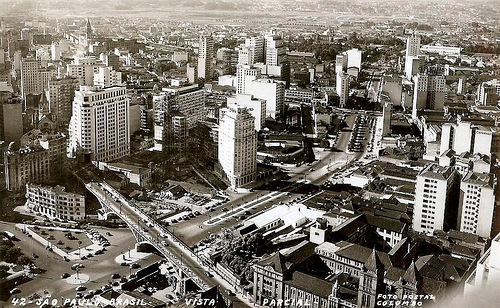 42 - SÃO PAULO - BRASIL - VISTA PARCIAL FOTO POSTAL
COLOMBO